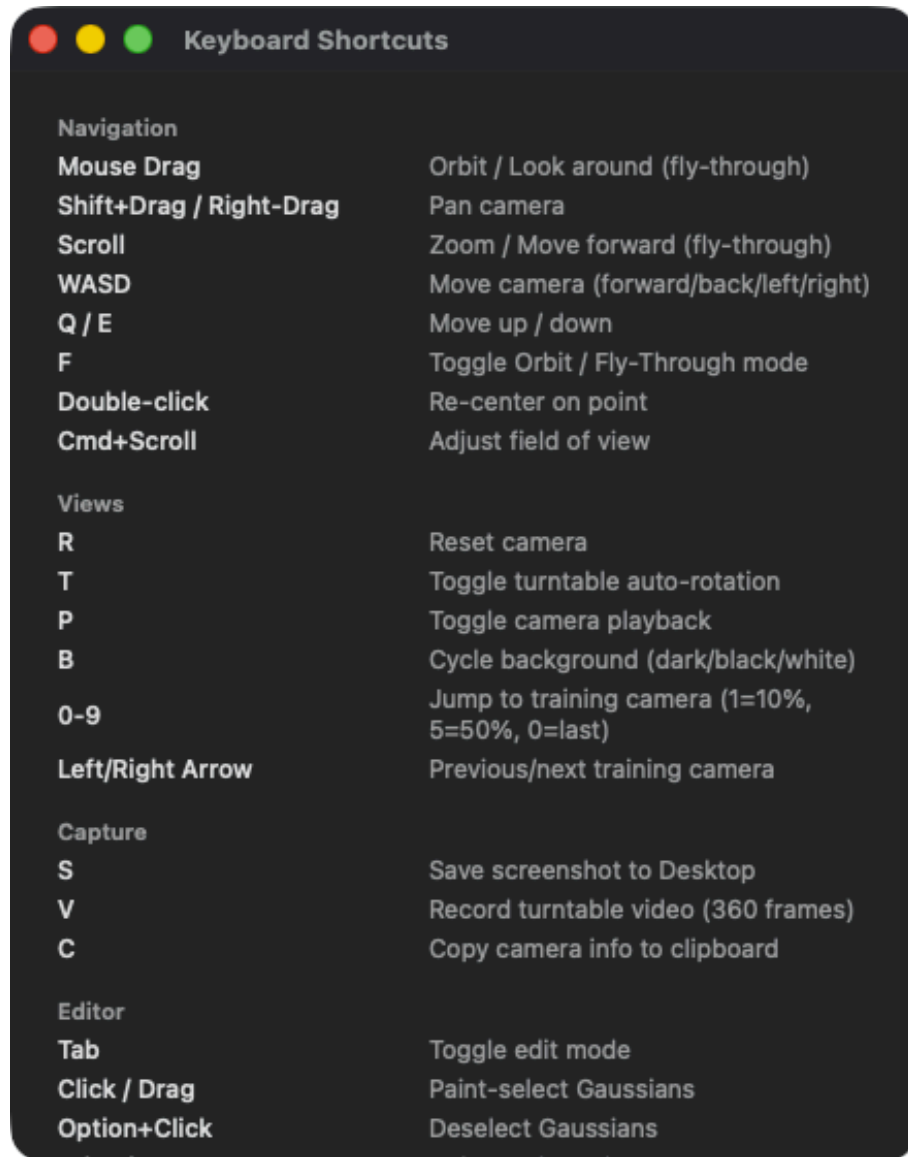 Keyboard Shortcuts
Navigation
Mouse Drag Orbit / Look around (fly-through)
Shift+Drag / Right-Drag Pan camera
Scroll Zoom / Move forward (fly-through)
WASD Move camera (forward/back/left/right)
Q / E Move up / down
F Toggle Orbit / Fly-Through mode
Double-click Re-center on point
Cmd+Scroll Adjust field of view
Views
R Reset camera
T Toggle turntable auto-rotation
P Toggle camera playback
B Cycle background (dark/black/white)
0-9 Jump to training camera (1=10%,
5=50%, 0=last)
Left/Right Arrow Previous/next training camera
Capture
S Save screenshot to Desktop
V Record turntable video (360 frames)
C Copy camera info to clipboard
Editor
Tab Toggle edit mode
Click / Drag Paint-select Gaussians
Option+Click Deselect Gaussians